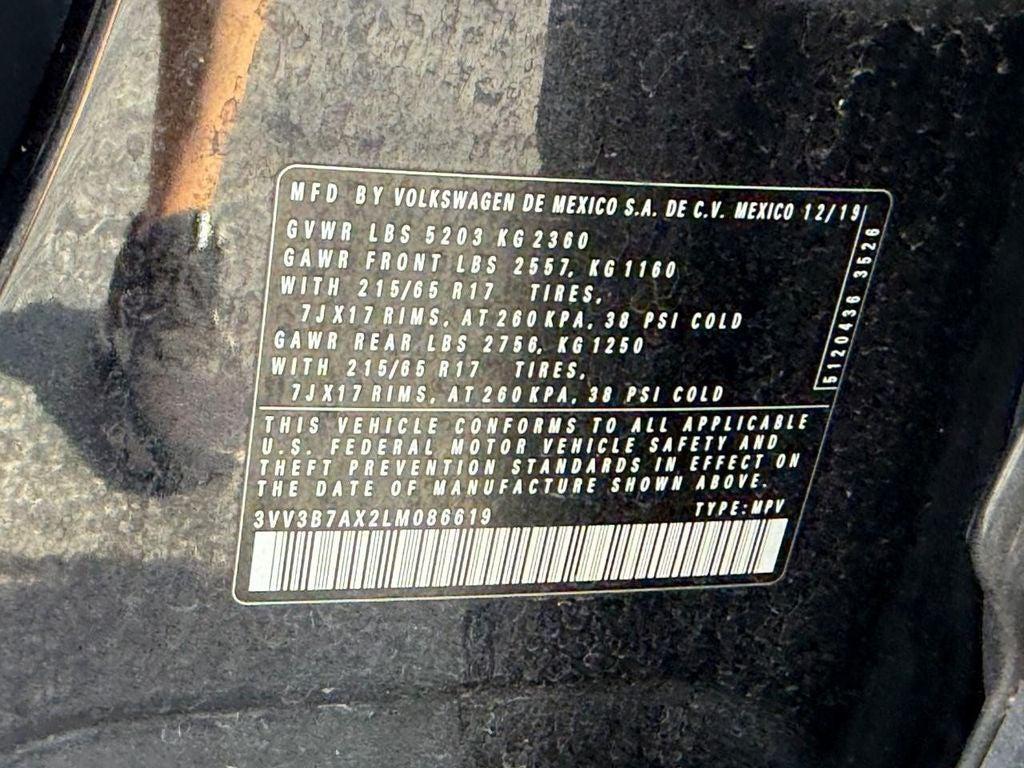 MFD BY VOLKSWAGEN DE MEXICO S.A. DE C.V. MEXICO 12/19
GVWR LBS 5203 KG 2360
GAWR FRONT LBS 2557, KG 1160
WITH 215/65 R17 TIRES,
7JX17 RIMS, AT 260 KPA, 38 PSI COLD
GAWR REAR LBS 2756, KG 1250
WITH 215/65 R17 TIRES,
7JX17 RIMS, AT 260 KPA, 38 PSI COLD
5120436 3526
THIS VEHICLE CONFORMS TO ALL APPLICABLE
U.S. FEDERAL MOTOR VEHICLE SAFETY AND
THEFT PREVENTION STANDARDS IN EFFECT ON
THE DATE OF MANUFACTURE SHOWN ABOVE.
3VV3B7AX2LM086619 TYPE: MPV